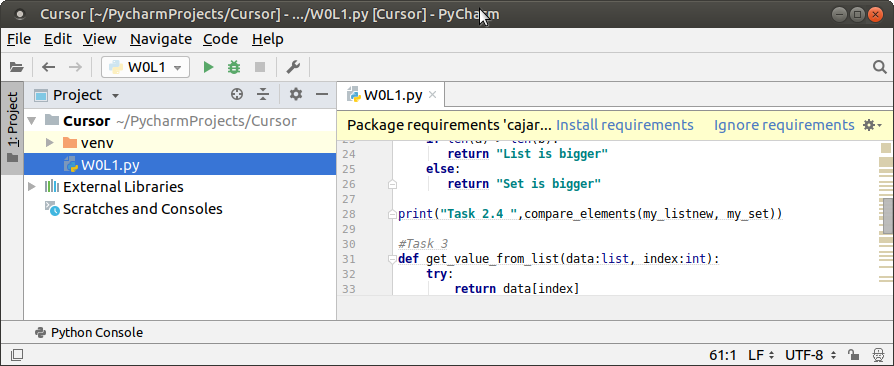 Cursor [~/PycharmProjects/Cursor] - .../W0L1.py [Cursor] - PyCharm
File Edit View Navigate Code Help
W0L1
1: Project
Project
W0L1.py
Cursor ~/PycharmProjects/Cursor
venv
W0L1.py
External Libraries
Scratches and Consoles
Package requirements 'cajar... Install requirements Ignore requirements
24 return "List is bigger"
25 else:
26 return "Set is bigger"
27
28 print("Task 2.4 ",compare_elements(my_listnew, my_set))
29
30 #Task 3
31 def get_value_from_list(data:list, index:int):
32 try:
33 return data[index]
Python Console
61:1 LF UTF-8